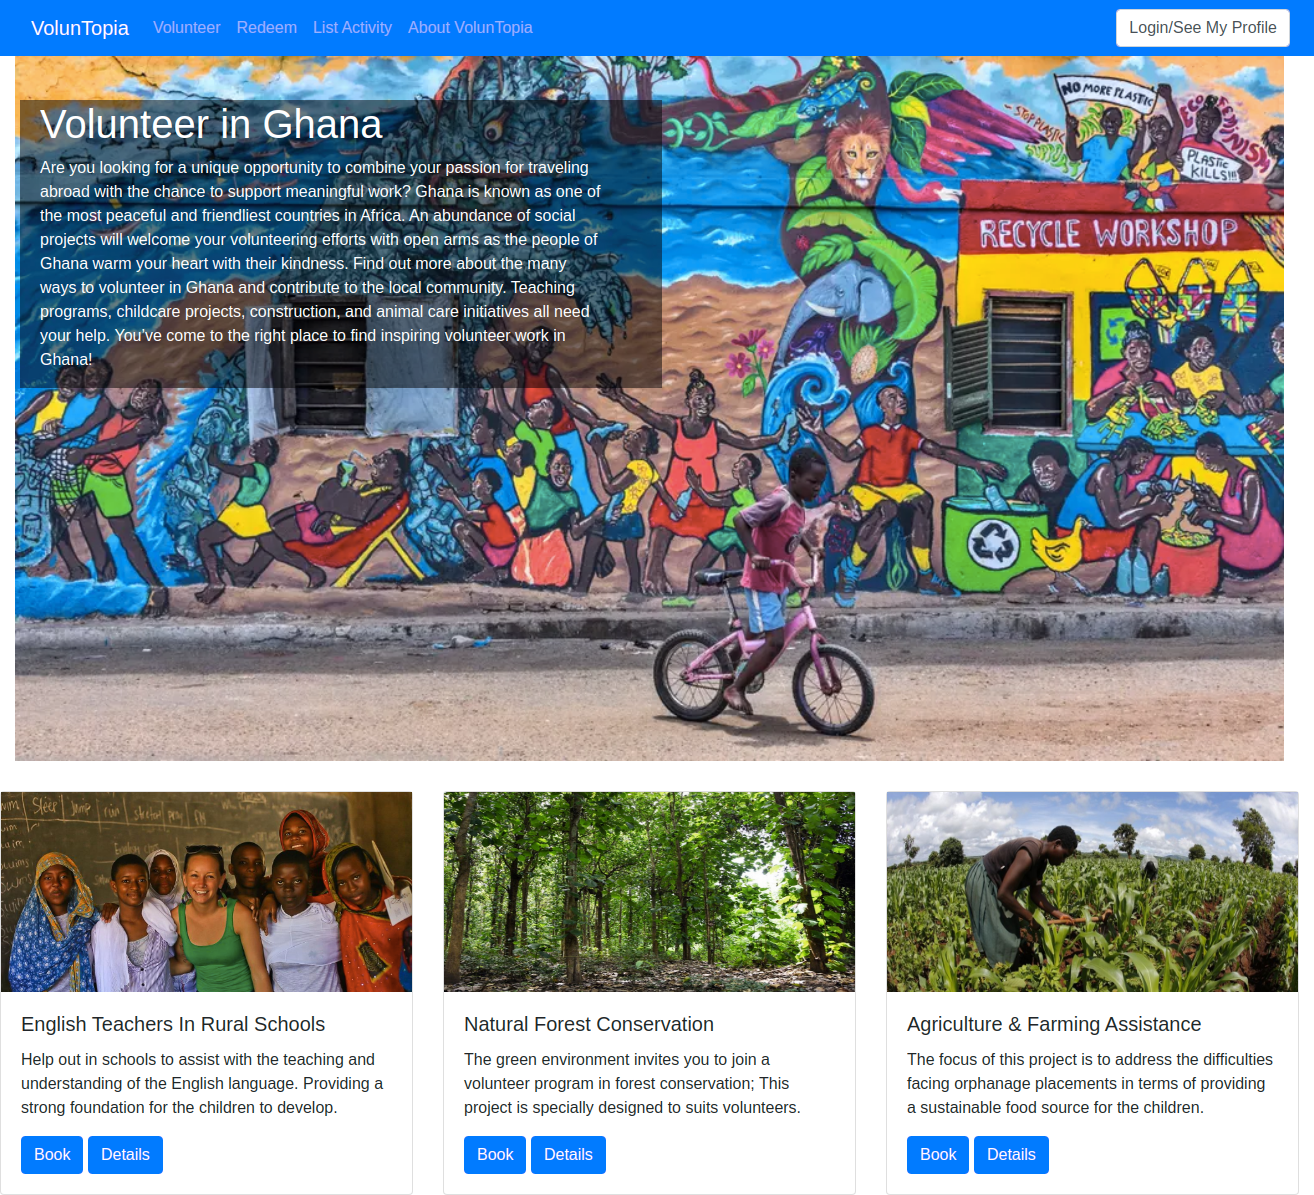 VolunTopia Volunteer Redeem List Activity About VolunTopia Login/See My Profile
Volunteer in Ghana
Are you looking for a unique opportunity to combine your passion for traveling
abroad with the chance to support meaningful work? Ghana is known as one of
the most peaceful and friendliest countries in Africa. An abundance of social
projects will welcome your volunteering efforts with open arms as the people of
Ghana warm your heart with their kindness. Find out more about the many
ways to volunteer in Ghana and contribute to the local community. Teaching
programs, childcare projects, construction, and animal care initiatives all need
your help. You've come to the right place to find inspiring volunteer work in
Ghana!
NO MORE PLASTIC
STOP PLASTIC
ECOFEMINISM
PLASTIC
KILLS!!!
RECYCLE WORKSHOP
English Teachers In Rural Schools
Help out in schools to assist with the teaching and
understanding of the English language. Providing a
strong foundation for the children to develop.
Book Details
Natural Forest Conservation
The green environment invites you to join a
volunteer program in forest conservation; This
project is specially designed to suits volunteers.
Book Details
Agriculture & Farming Assistance
The focus of this project is to address the difficulties
facing orphanage placements in terms of providing
a sustainable food source for the children.
Book Details